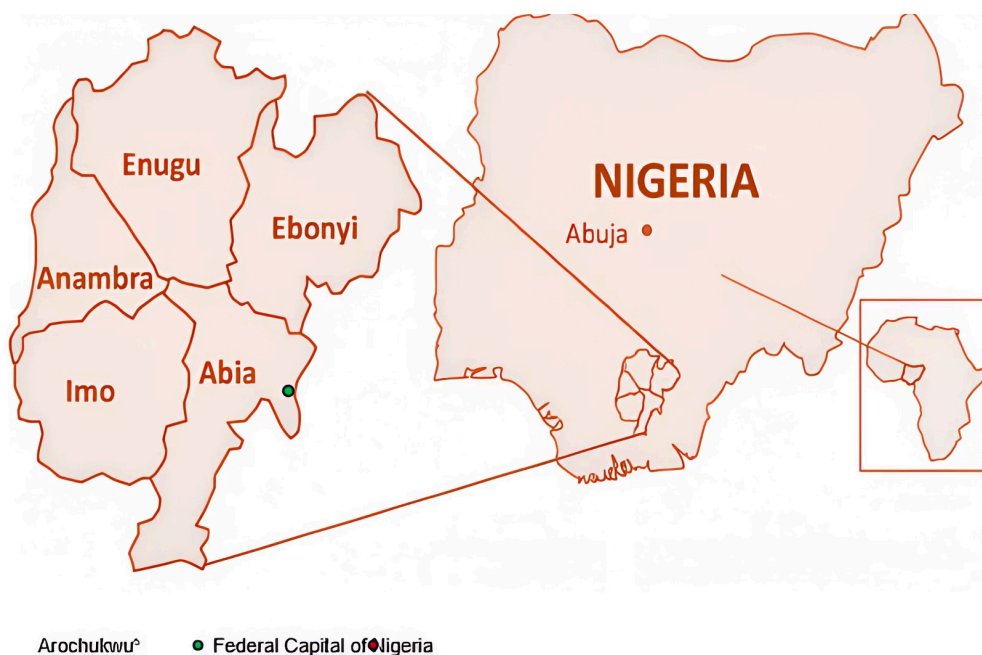 NIGERIA
Abuja
Enugu
Ebonyi
Anambra
Abia
Imo
Arochukwu
Federal Capital of Nigeria